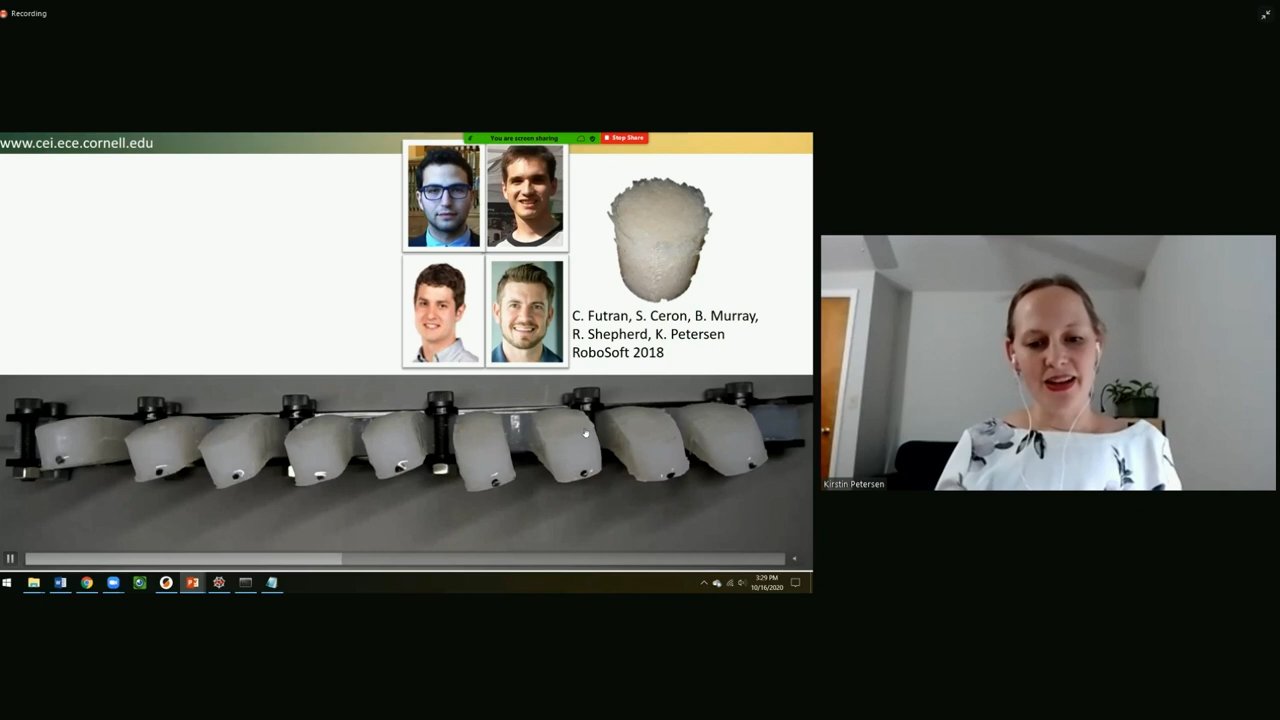 Recording
www.cei.ece.cornell.edu
You are screen sharing
Stop Share
C. Futran, S. Ceron, B. Murray,
R. Shepherd, K. Petersen
RoboSoft 2018
Kirstin Petersen
3:29 PM
10/16/2020